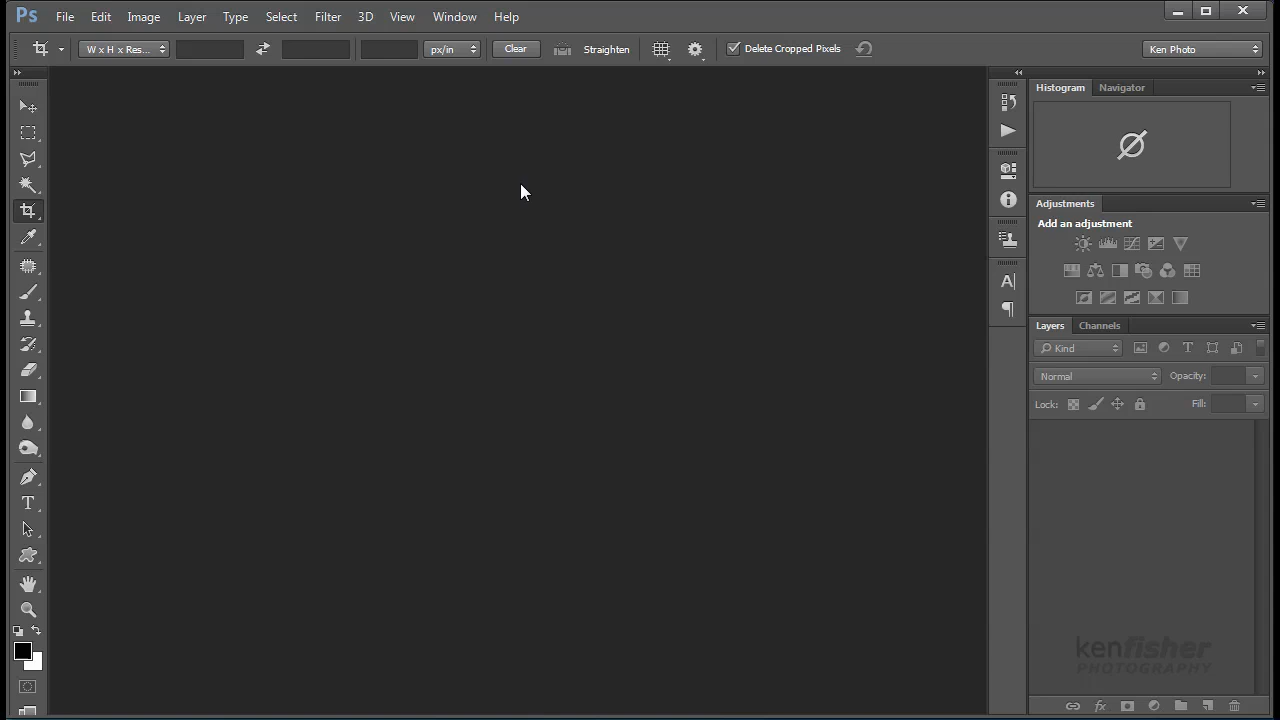 Ps File Edit Image Layer Type Select Filter 3D View Window Help
W x H x Res... px/in Clear Straighten Delete Cropped Pixels Ken Photo
Histogram Navigator
Adjustments
Add an adjustment
Layers Channels
Kind
Normal Opacity:
Lock: Fill:
kenfisher
PHOTOGRAPHY